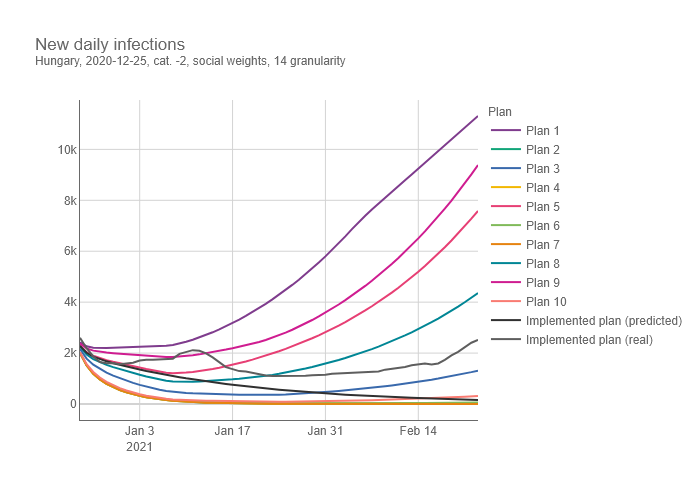 New daily infections
Hungary, 2020-12-25, cat. -2, social weights, 14 granularity
10k
8k
6k
4k
2k
0
Jan 3
2021
Jan 17
Jan 31
Feb 14
Plan
Plan 1
Plan 2
Plan 3
Plan 4
Plan 5
Plan 6
Plan 7
Plan 8
Plan 9
Plan 10
Implemented plan (predicted)
Implemented plan (real)